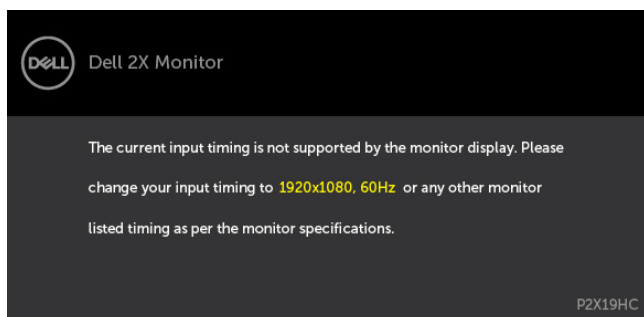 DELL
Dell 2X Monitor
The current input timing is not supported by the monitor display. Please
change your input timing to 1920x1080, 60Hz or any other monitor
listed timing as per the monitor specifications.
P2X19HC